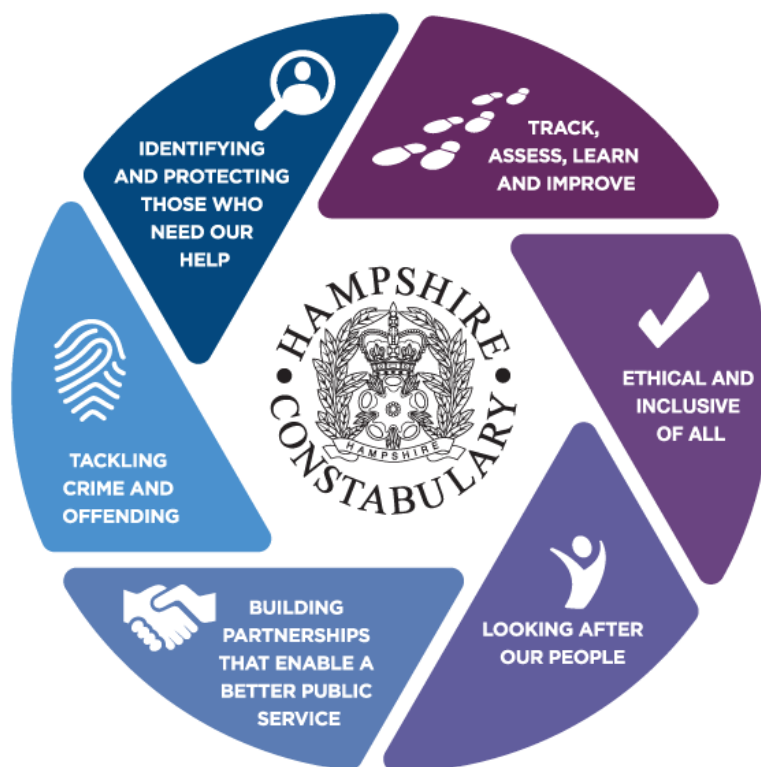 IDENTIFYING
AND PROTECTING
THOSE WHO
NEED OUR
HELP
TRACK,
ASSESS, LEARN
AND IMPROVE
ETHICAL AND
INCLUSIVE
OF ALL
LOOKING AFTER
OUR PEOPLE
BUILDING
PARTNERSHIPS
THAT ENABLE A
BETTER PUBLIC
SERVICE
TACKLING
CRIME AND
OFFENDING
HAMPSHIRE
CONSTABULARY
HAMPSHIRE